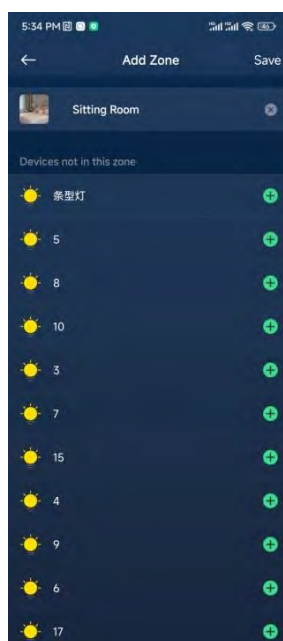 5:34 PM
← Add Zone Save
Sitting Room
Devices not in this zone
条型灯
5
8
10
3
7
15
4
9
6
17